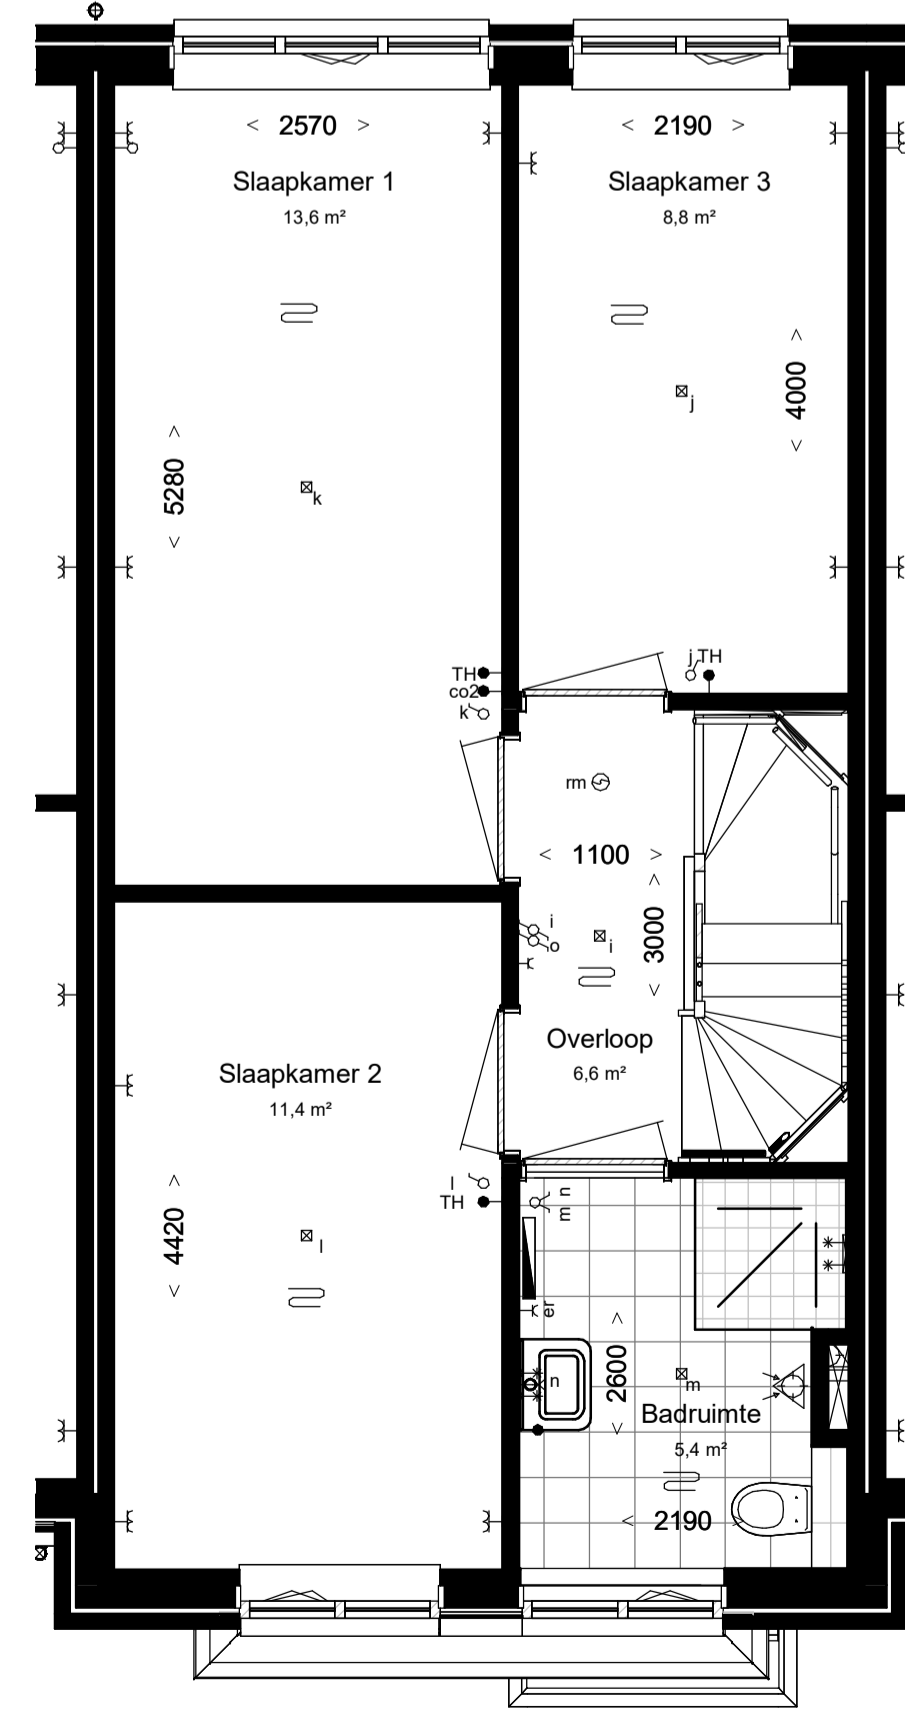 < 2570 >
< 2190 >
Slaapkamer 1
13,6 m²
Slaapkamer 3
8,8 m²
< 4000 >
j
< 5280 >
k
j TH
TH
co2
k
rm
< 1100 >
< 3000 >
i
o
i
Overloop
6,6 m²
Slaapkamer 2
11,4 m²
l
TH
n
m
< 4420 >
l
er
< 2600 >
n
m
Badruimte
5,4 m²
< 2190 >